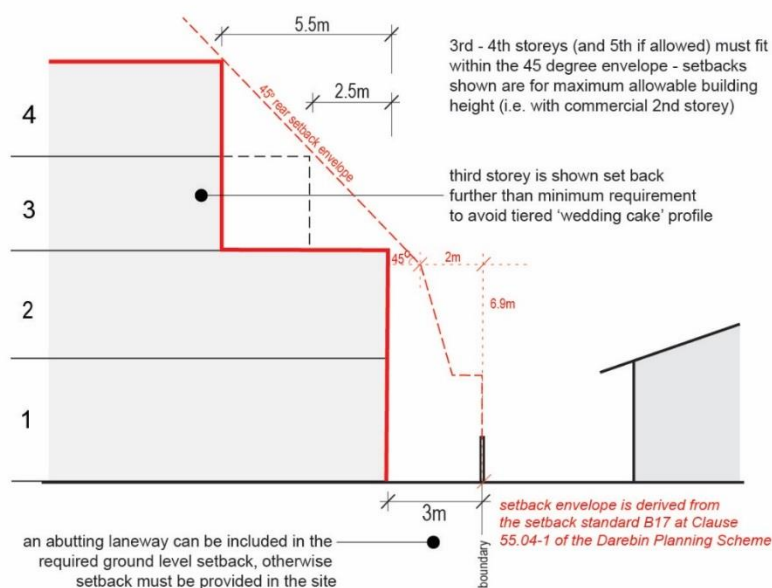 5.5m
3rd - 4th storeys (and 5th if allowed) must fit
within the 45 degree envelope - setbacks
shown are for maximum allowable building
height (i.e. with commercial 2nd storey)
2.5m
45º rear setback envelope
4
third storey is shown set back
further than minimum requirement
to avoid tiered ‘wedding cake’ profile
3
45º
2m
6.9m
2
1
3m
boundary
setback envelope is derived from
the setback standard B17 at Clause
55.04-1 of the Darebin Planning Scheme
an abutting laneway can be included in the
required ground level setback, otherwise
setback must be provided in the site